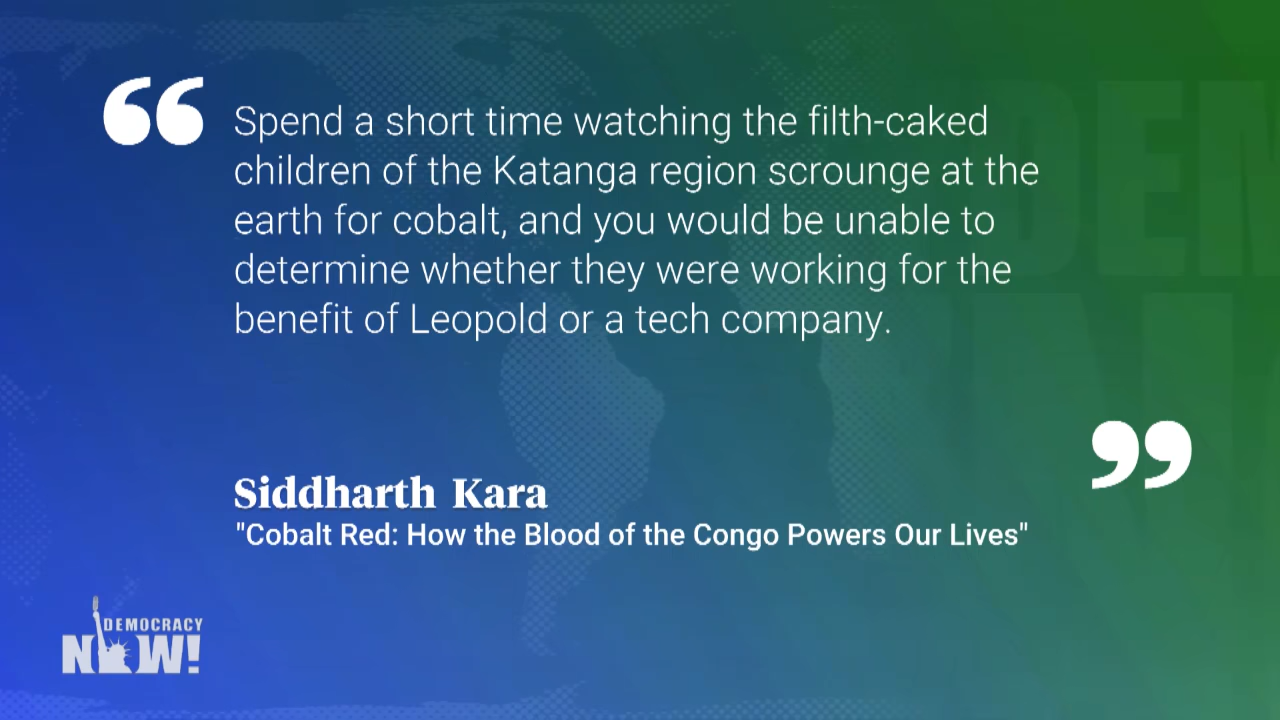 “
Spend a short time watching the filth-caked
children of the Katanga region scrounge at the
earth for cobalt, and you would be unable to
determine whether they were working for the
benefit of Leopold or a tech company.
”
Siddharth Kara
"Cobalt Red: How the Blood of the Congo Powers Our Lives"
DEMOCRACY
NOW!